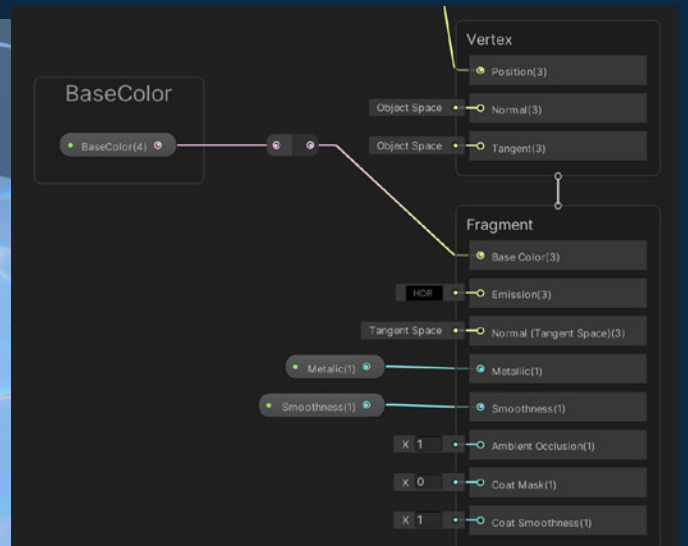 Vertex
Position(3)
Object Space Normal(3)
Object Space Tangent(3)
BaseColor
BaseColor(4)
Fragment
Base Color(3)
HDR Emission(3)
Tangent Space Normal (Tangent Space)(3)
Metallic(1) Metallic(1)
Smoothness(1) Smoothness(1)
X 1 Ambient Occlusion(1)
X 0 Coat Mask(1)
X 1 Coat Smoothness(1)